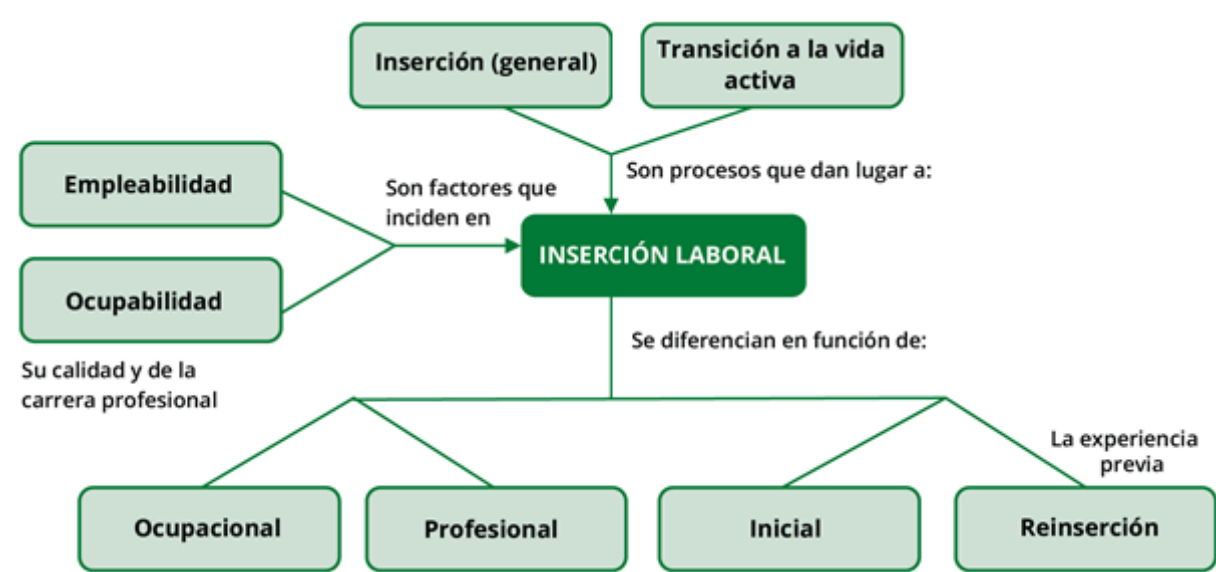 Inserción (general)
Transición a la vida
activa
Son procesos que dan lugar a:
Empleabilidad
Son factores que
inciden en
INSERCIÓN LABORAL
Ocupabilidad
Se diferencian en función de:
Su calidad y de la
carrera profesional
La experiencia
previa
Ocupacional
Profesional
Inicial
Reinserción